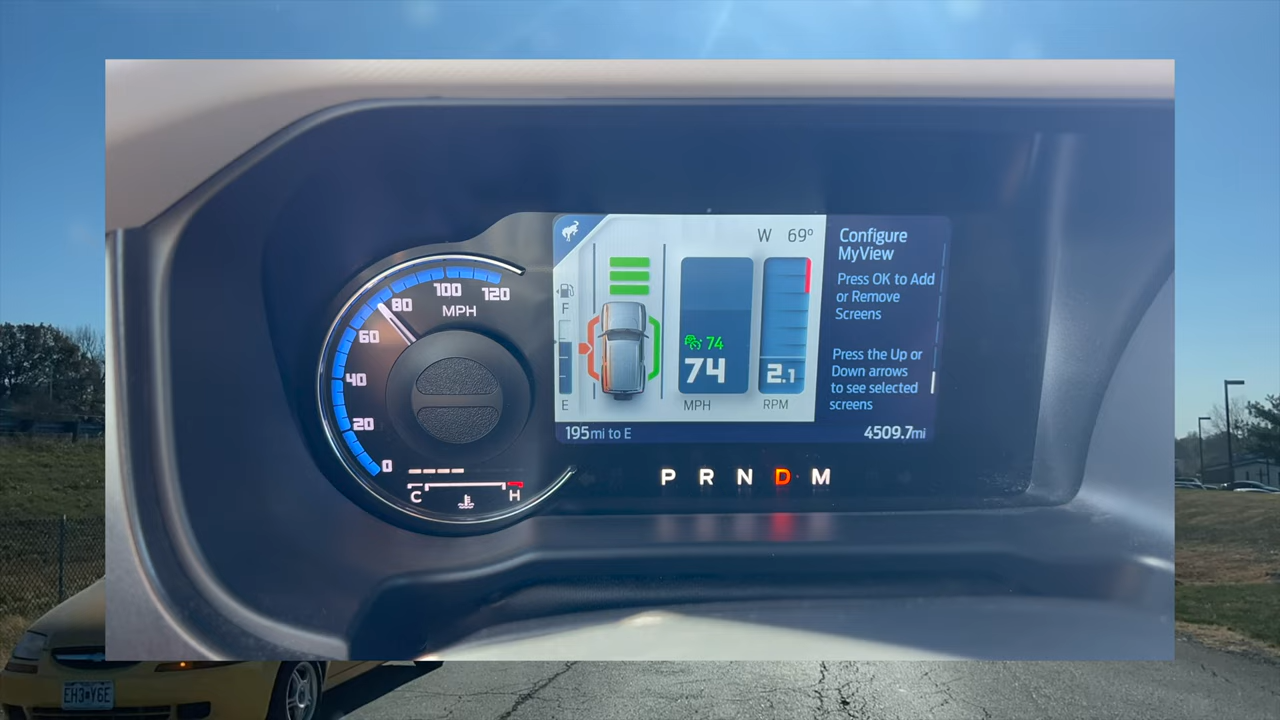 W 69°
Configure
MyView
Press OK to Add
or Remove
Screens
Press the Up or
Down arrows
to see selected
screens
F
E
74
74
MPH
2.1
RPM
195mi to E
4509.7mi
120
100
80
60
40
20
0
MPH
C
H
P R N D M
EH3 Y6E